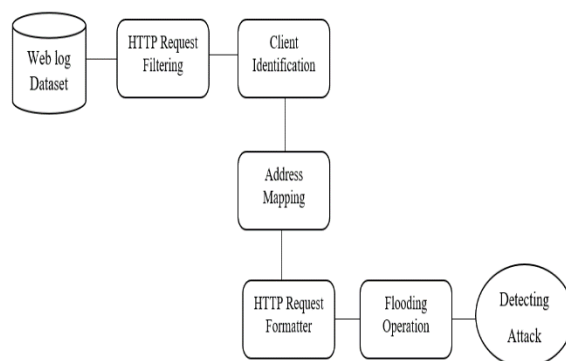 Web log
Dataset
HTTP Request
Filtering
Client
Identification
Address
Mapping
HTTP Request
Formatter
Flooding
Operation
Detecting
Attack